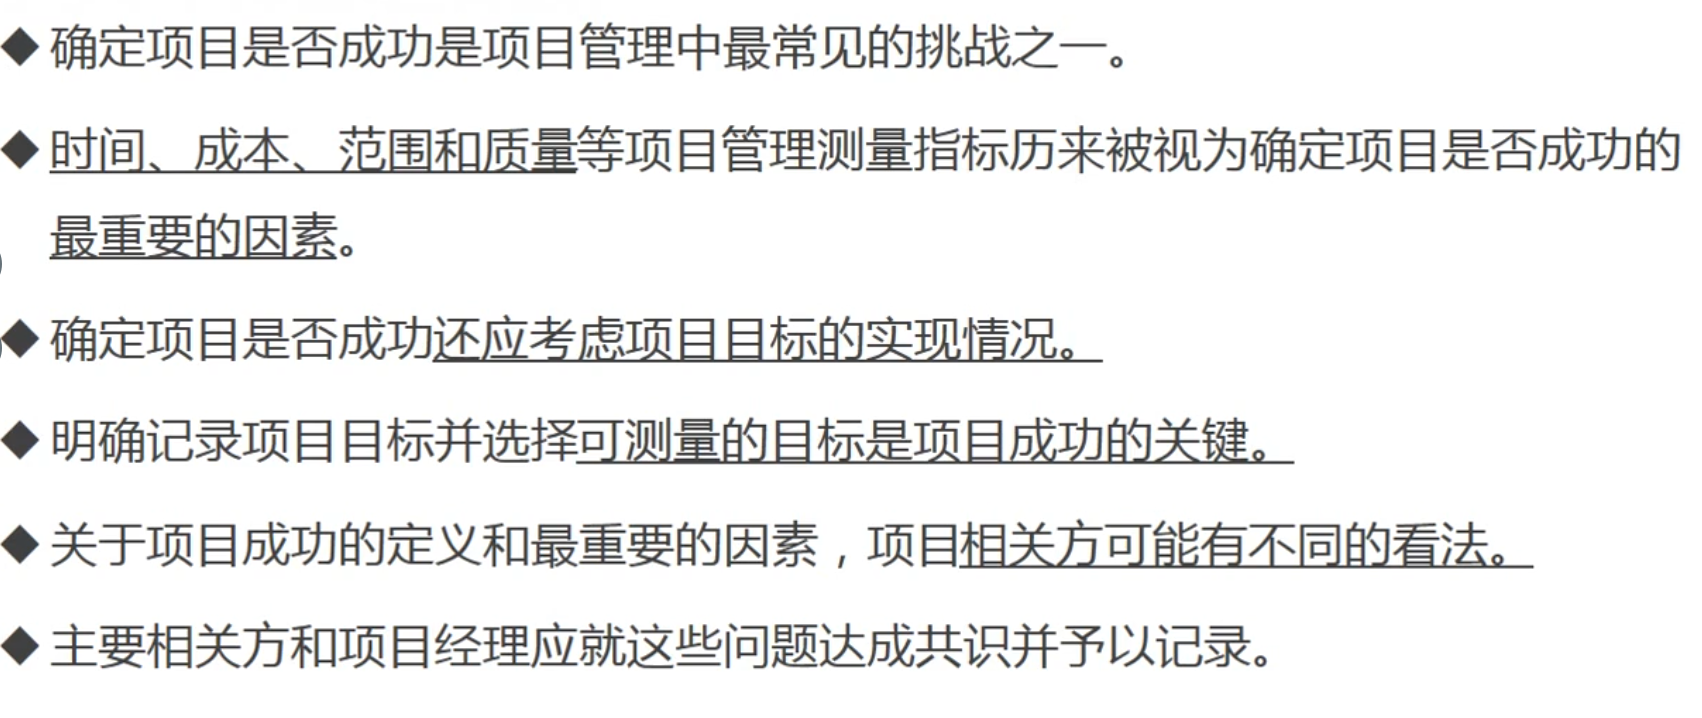 ◆确定项目是否成功是项目管理中最常见的挑战之一。
◆时间、成本、范围和质量等项目管理测量指标历来被视为确定项目是否成功的
最重要的因素。
◆确定项目是否成功还应考虑项目目标的实现情况。
◆明确记录项目目标并选择可测量的目标是项目成功的关键。
◆关于项目成功的定义和最重要的因素，项目相关方可能有不同的看法。
◆主要相关方和项目经理应就这些问题达成共识并予以记录。